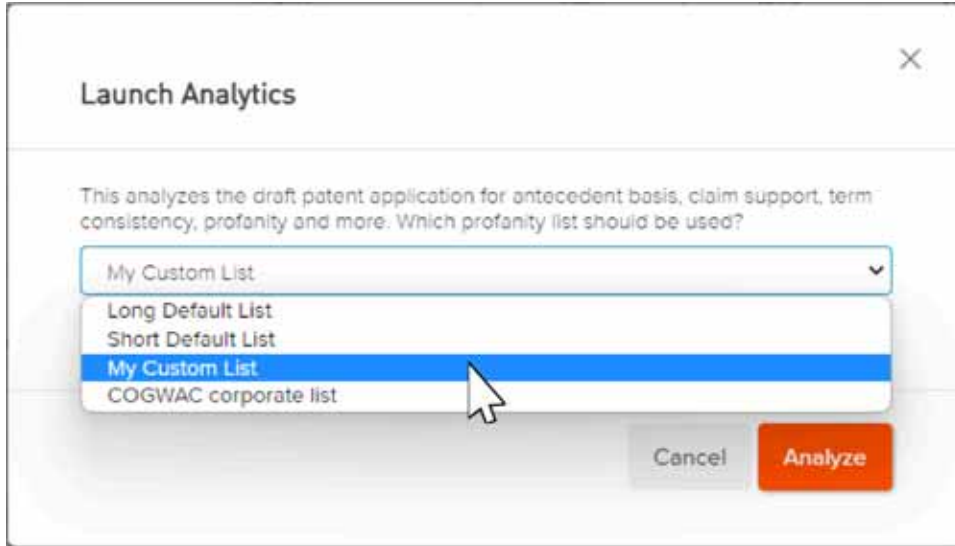 Launch Analytics
This analyzes the draft patent application for antecedent basis, claim support, term
consistency, profanity and more. Which profanity list should be used?
My Custom List
Long Default List
Short Default List
My Custom List
COGWAC corporate list
Cancel
Analyze